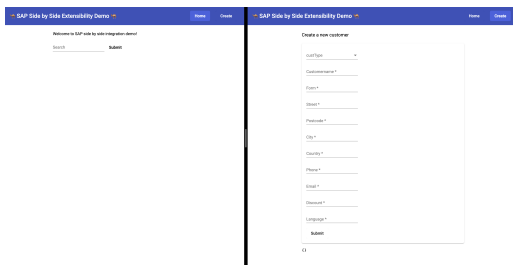 SAP Side by Side Extensibility Demo
Home Create
Welcome to SAP side by side integration demo!
Search Submit
SAP Side by Side Extensibility Demo
Home Create
Create a new customer
custType
Customername *
Form *
Street *
Postcode *
City *
Country *
Phone *
Email *
Discount *
Language *
Submit
{}